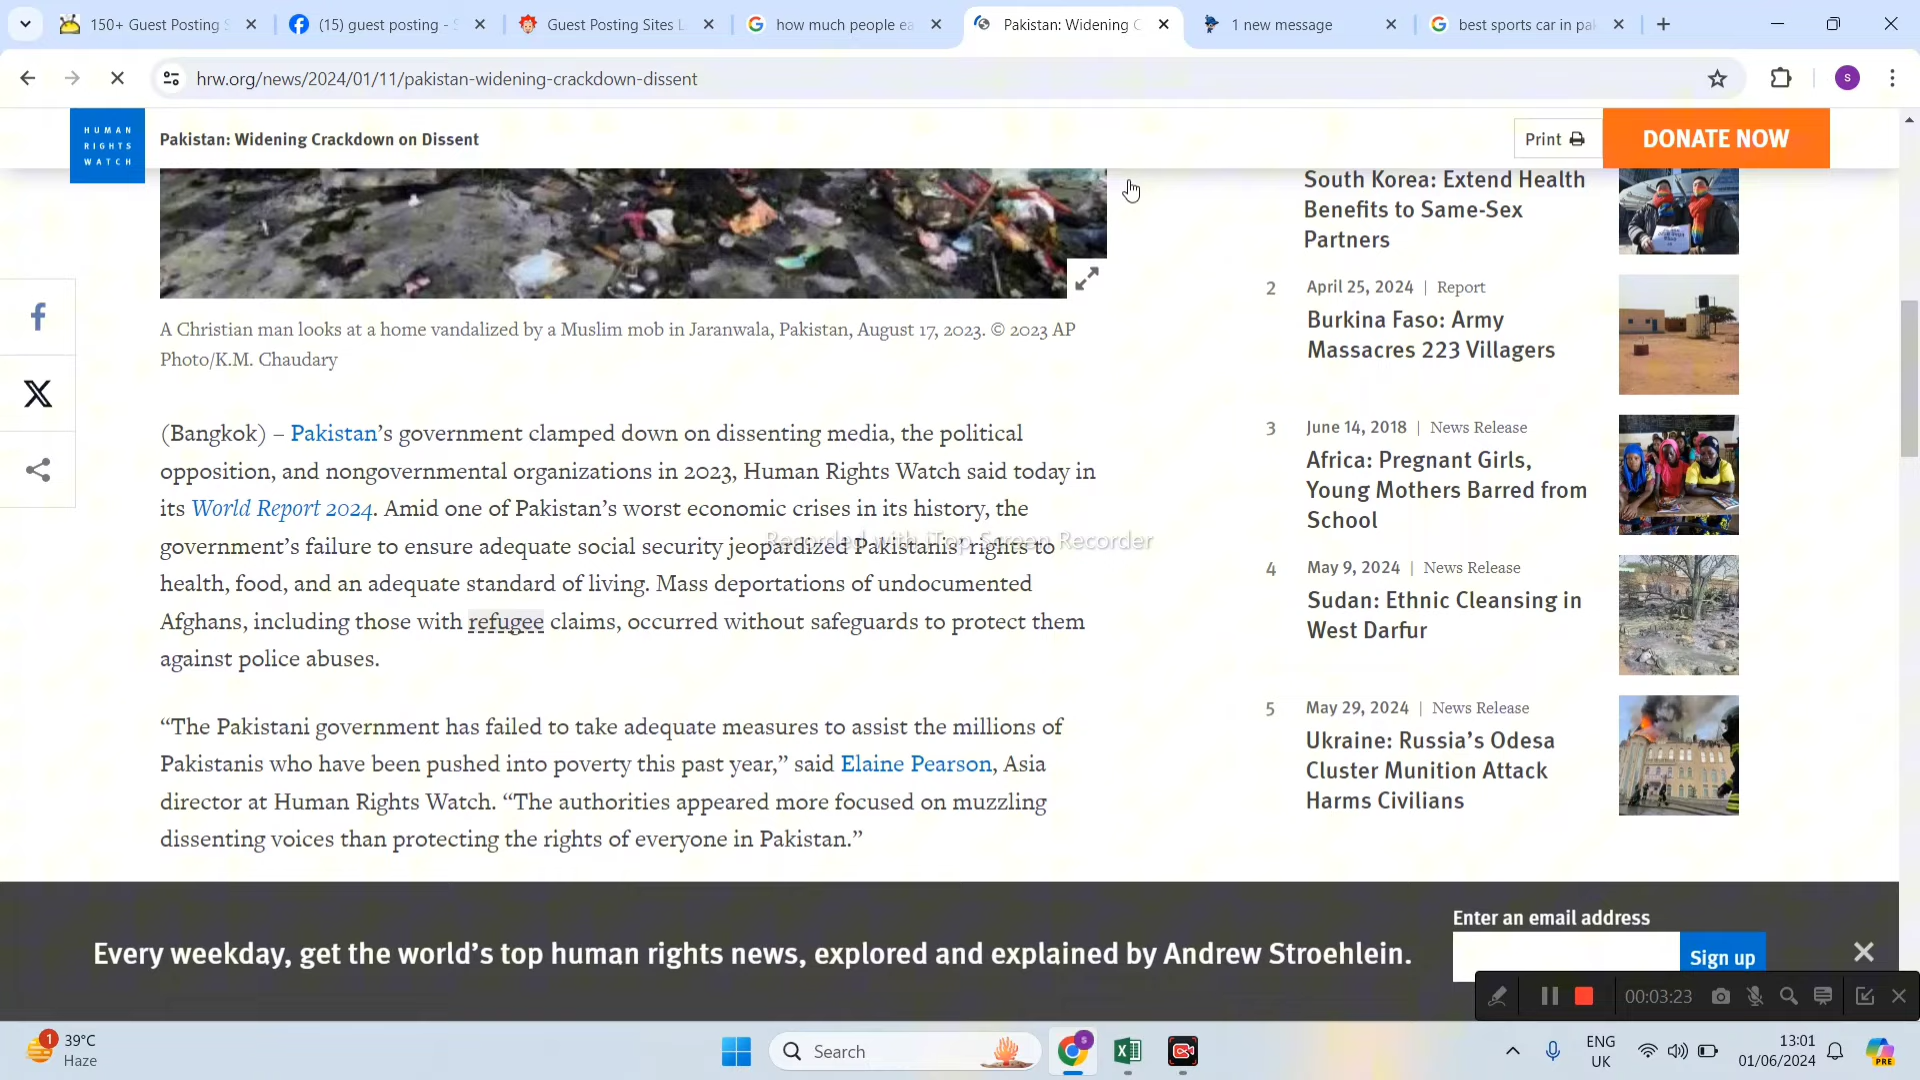 150+ Guest Posting S
(15) guest posting - S
Guest Posting Sites L
how much people ea
Pakistan: Widening C
1 new message
best sports car in pak
hrw.org/news/2024/01/11/pakistan-widening-crackdown-dissent
S
HUMAN
RIGHTS
WATCH
Pakistan: Widening Crackdown on Dissent
Print
DONATE NOW
A Christian man looks at a home vandalized by a Muslim mob in Jaranwala, Pakistan, August 17, 2023. © 2023 AP
Photo/K.M. Chaudary
(Bangkok) – Pakistan’s government clamped down on dissenting media, the political
opposition, and nongovernmental organizations in 2023, Human Rights Watch said today in
its World Report 2024. Amid one of Pakistan’s worst economic crises in its history, the
government’s failure to ensure adequate social security jeopardized Pakistanis’ rights to
health, food, and an adequate standard of living. Mass deportations of undocumented
Afghans, including those with refugee claims, occurred without safeguards to protect them
against police abuses.
“The Pakistani government has failed to take adequate measures to assist the millions of
Pakistanis who have been pushed into poverty this past year,” said Elaine Pearson, Asia
director at Human Rights Watch. “The authorities appeared more focused on muzzling
dissenting voices than protecting the rights of everyone in Pakistan.”
Recorded with iTop Screen Recorder
South Korea: Extend Health
Benefits to Same-Sex
Partners
2 April 25, 2024 | Report
Burkina Faso: Army
Massacres 223 Villagers
3 June 14, 2018 | News Release
Africa: Pregnant Girls,
Young Mothers Barred from
School
4 May 9, 2024 | News Release
Sudan: Ethnic Cleansing in
West Darfur
5 May 29, 2024 | News Release
Ukraine: Russia’s Odesa
Cluster Munition Attack
Harms Civilians
Every weekday, get the world’s top human rights news, explored and explained by Andrew Stroehlein.
Enter an email address
Sign up
00:03:23
1
39°C
Haze
Search
S
ENG
UK
13:01
01/06/2024
PRE